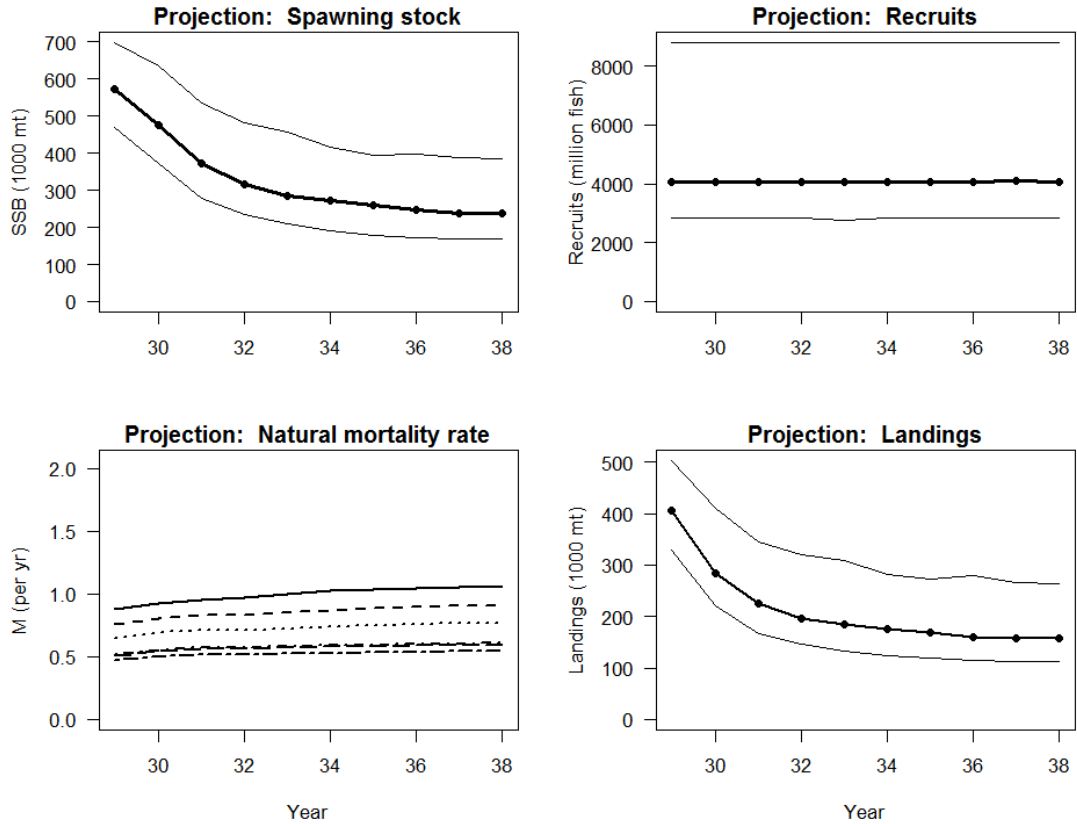 Projection: Spawning stock
SSB (1000 mt)
700
600
500
400
300
200
100
0
30 32 34 36 38
Projection: Recruits
Recruits (million fish)
8000
6000
4000
2000
0
30 32 34 36 38
Projection: Natural mortality rate
M (per yr)
2.0
1.5
1.0
0.5
0.0
30 32 34 36 38
Year
Projection: Landings
Landings (1000 mt)
500
400
300
200
100
0
30 32 34 36 38
Year